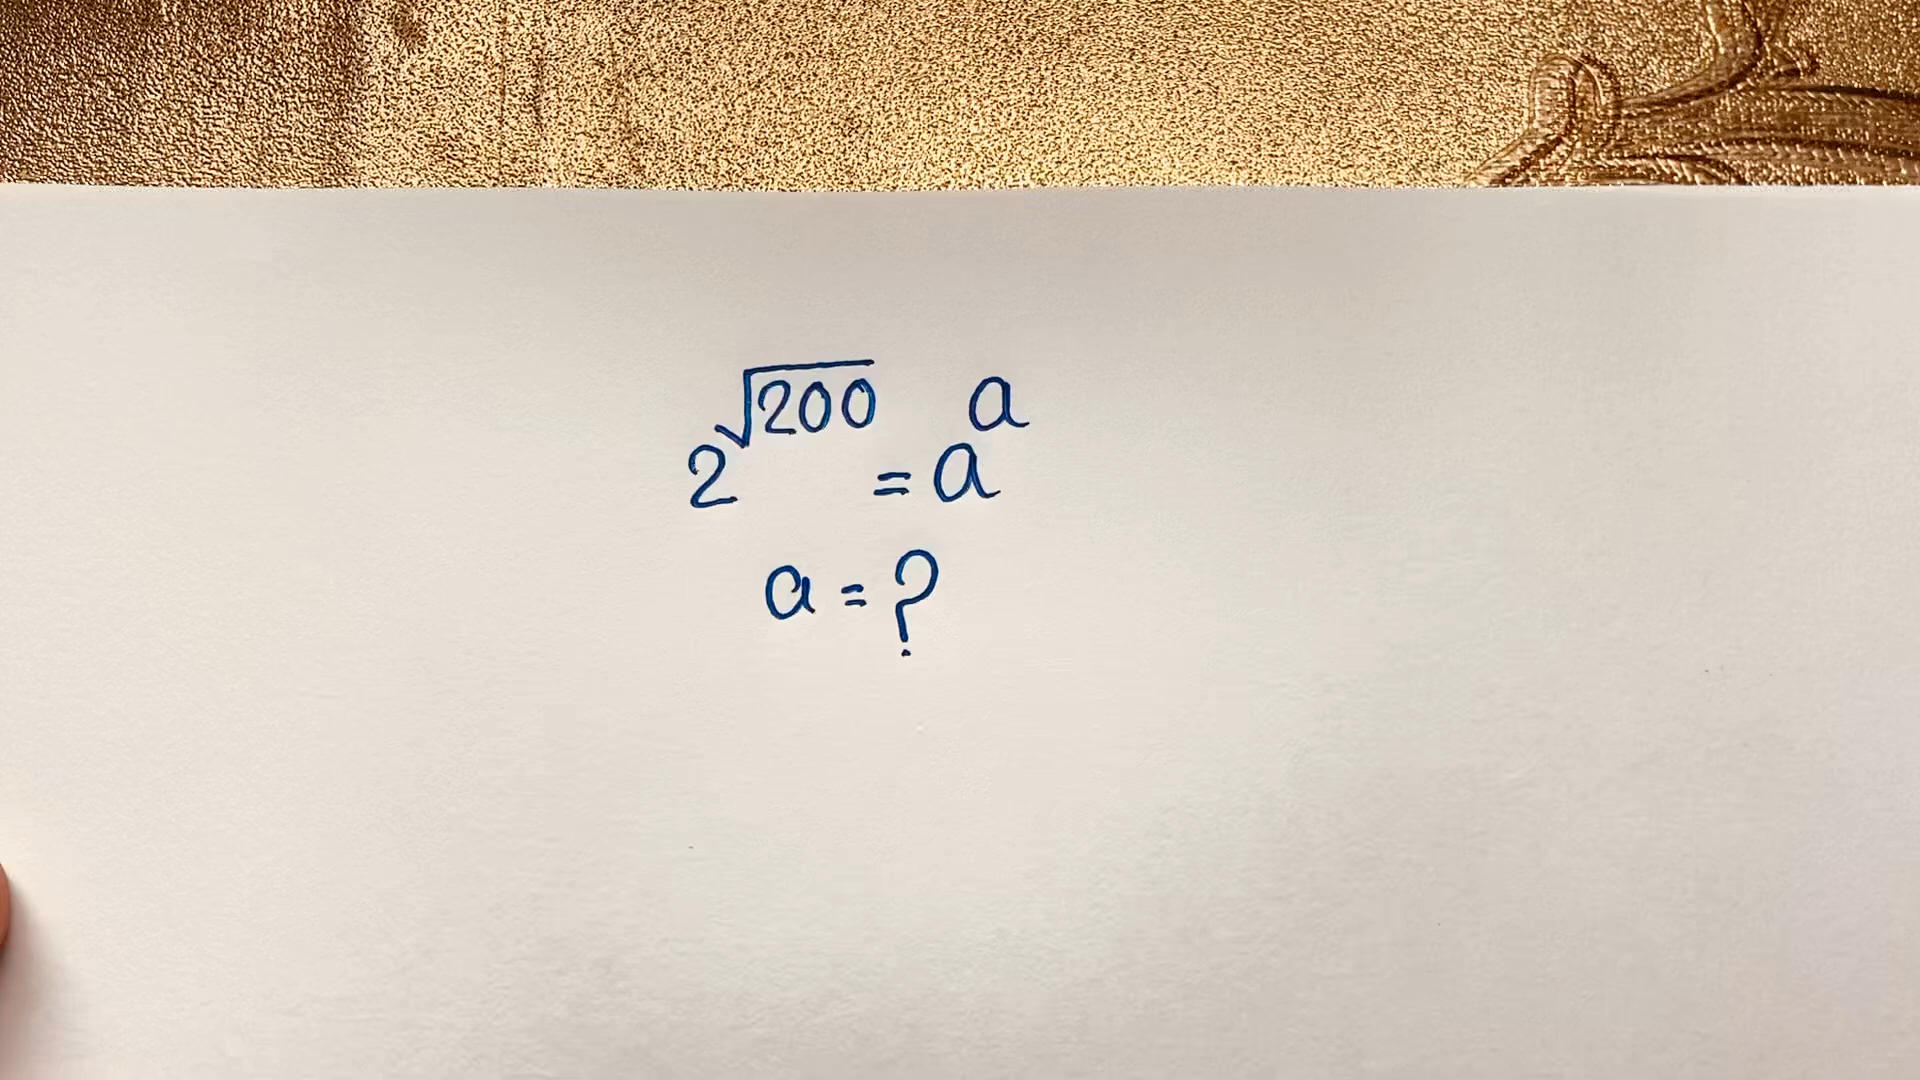 2^√200 = a^a
a = ?